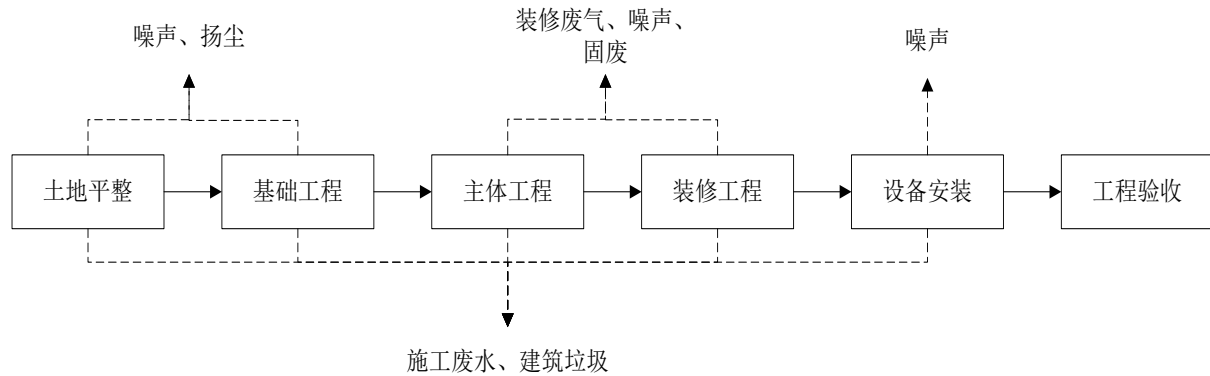 噪声、扬尘
装修废气、噪声、
固废
噪声
土地平整
基础工程
主体工程
装修工程
设备安装
工程验收
施工废水、建筑垃圾